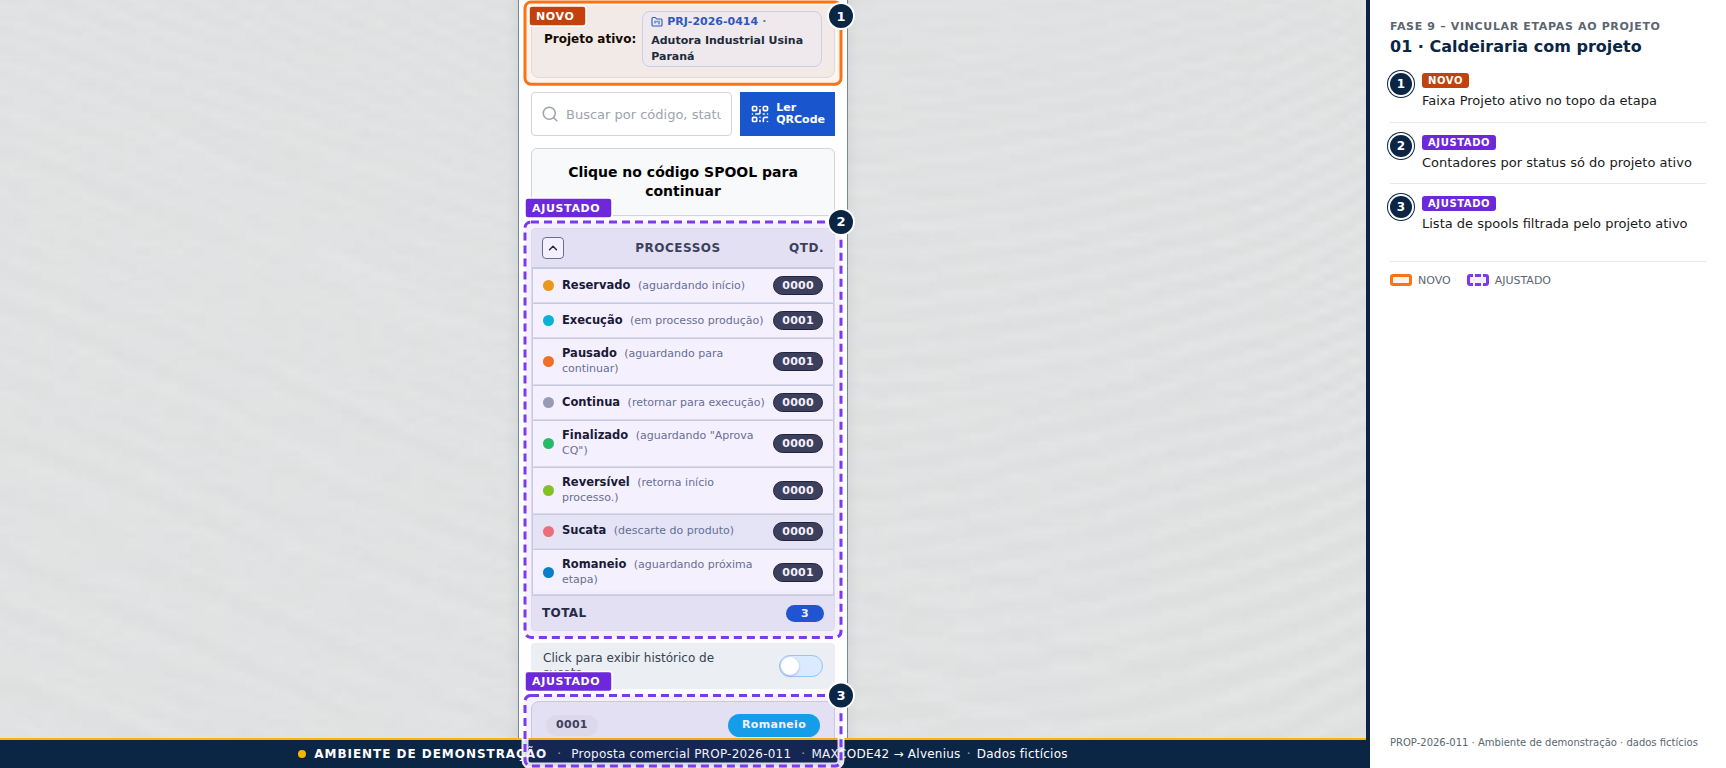 NOVO
1
Projeto ativo:
PRJ-2026-0414 ·
Adutora Industrial Usina
Paraná
Buscar por código, statu
Ler
QRCode
Clique no código SPOOL para
continuar
AJUSTADO
2
PROCESSOS QTD.
Reservado (aguardando início) 0000
Execução (em processo produção) 0001
Pausado (aguardando para
continuar) 0001
Continua (retornar para execução) 0000
Finalizado (aguardando "Aprova
CQ") 0000
Reversível (retorna início
processo.) 0000
Sucata (descarte do produto) 0000
Romaneio (aguardando próxima
etapa) 0001
TOTAL 3
Click para exibir histórico de
AJUSTADO
3
0001 Romaneio
AMBIENTE DE DEMONSTRAÇÃO · Proposta comercial PROP-2026-011 · MAXCODE42 → Alvenius · Dados fictícios
FASE 9 – VINCULAR ETAPAS AO PROJETO
01 · Caldeiraria com projeto
1 NOVO
Faixa Projeto ativo no topo da etapa
2 AJUSTADO
Contadores por status só do projeto ativo
3 AJUSTADO
Lista de spools filtrada pelo projeto ativo
NOVO AJUSTADO
PROP-2026-011 · Ambiente de demonstração · dados fictícios